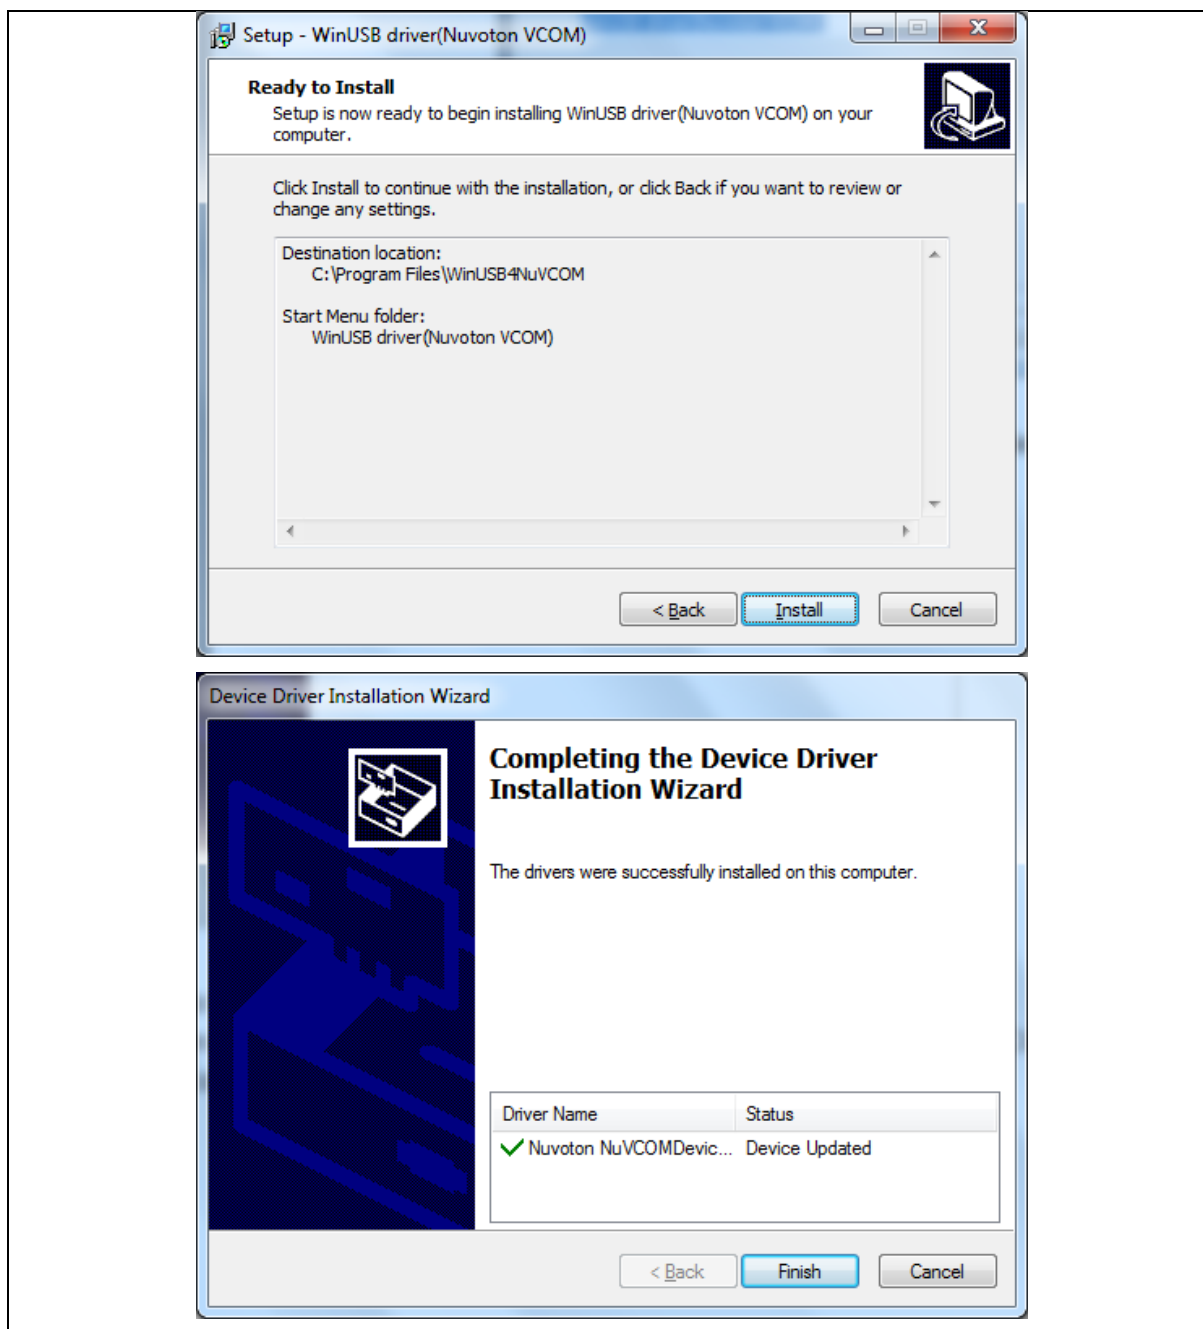 Setup - WinUSB driver(Nuvoton VCOM)
Ready to Install
Setup is now ready to begin installing WinUSB driver(Nuvoton VCOM) on your
computer.
Click Install to continue with the installation, or click Back if you want to review or
change any settings.
Destination location:
C:\Program Files\WinUSB4NuVCOM
Start Menu folder:
WinUSB driver(Nuvoton VCOM)
< Back Install Cancel
Device Driver Installation Wizard
Completing the Device Driver
Installation Wizard
The drivers were successfully installed on this computer.
Driver Name Status
Nuvoton NuVCOMDevic... Device Updated
< Back Finish Cancel